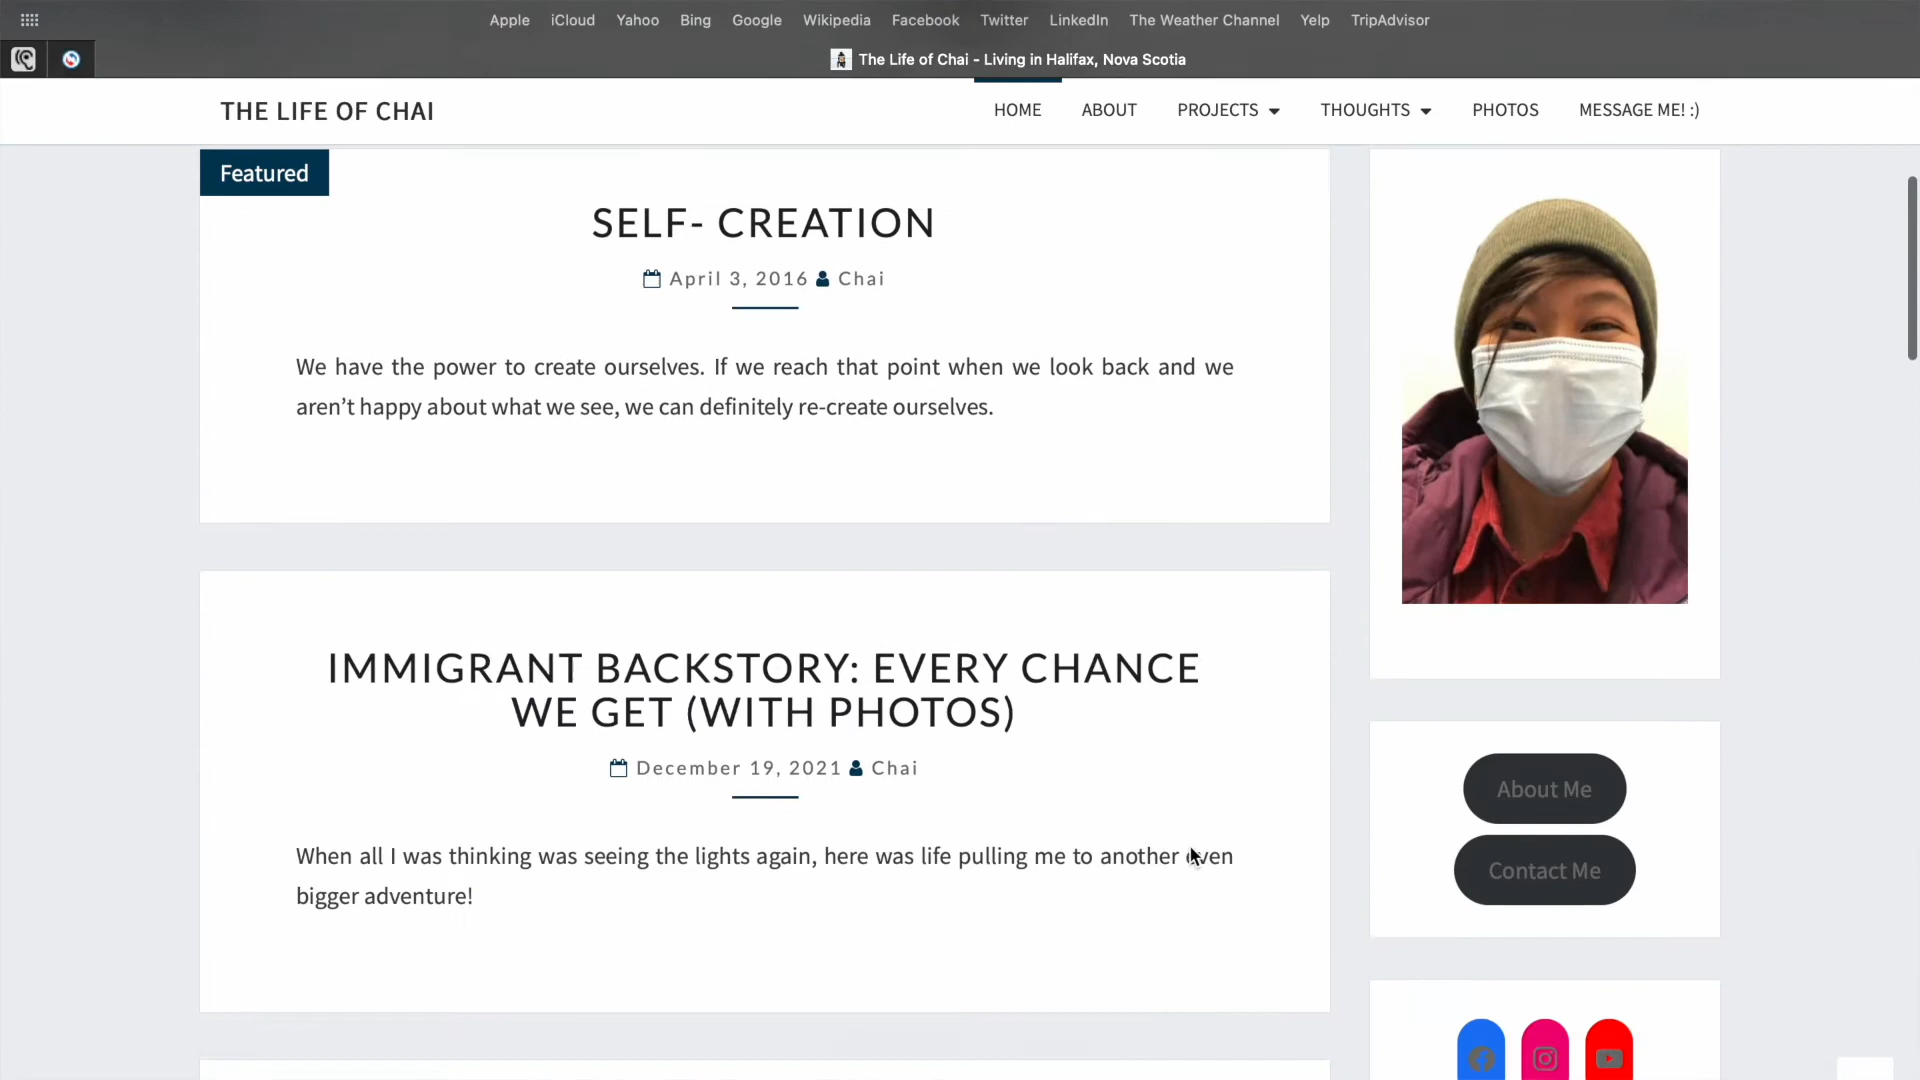 Apple iCloud Yahoo Bing Google Wikipedia Facebook Twitter LinkedIn The Weather Channel Yelp TripAdvisor
The Life of Chai - Living in Halifax, Nova Scotia
THE LIFE OF CHAI
HOME ABOUT PROJECTS THOUGHTS PHOTOS MESSAGE ME! :)
Featured
SELF- CREATION
April 3, 2016 Chai
We have the power to create ourselves. If we reach that point when we look back and we
aren't happy about what we see, we can definitely re-create ourselves.
IMMIGRANT BACKSTORY: EVERY CHANCE
WE GET (WITH PHOTOS)
December 19, 2021 Chai
When all I was thinking was seeing the lights again, here was life pulling me to another even
bigger adventure!
About Me
Contact Me